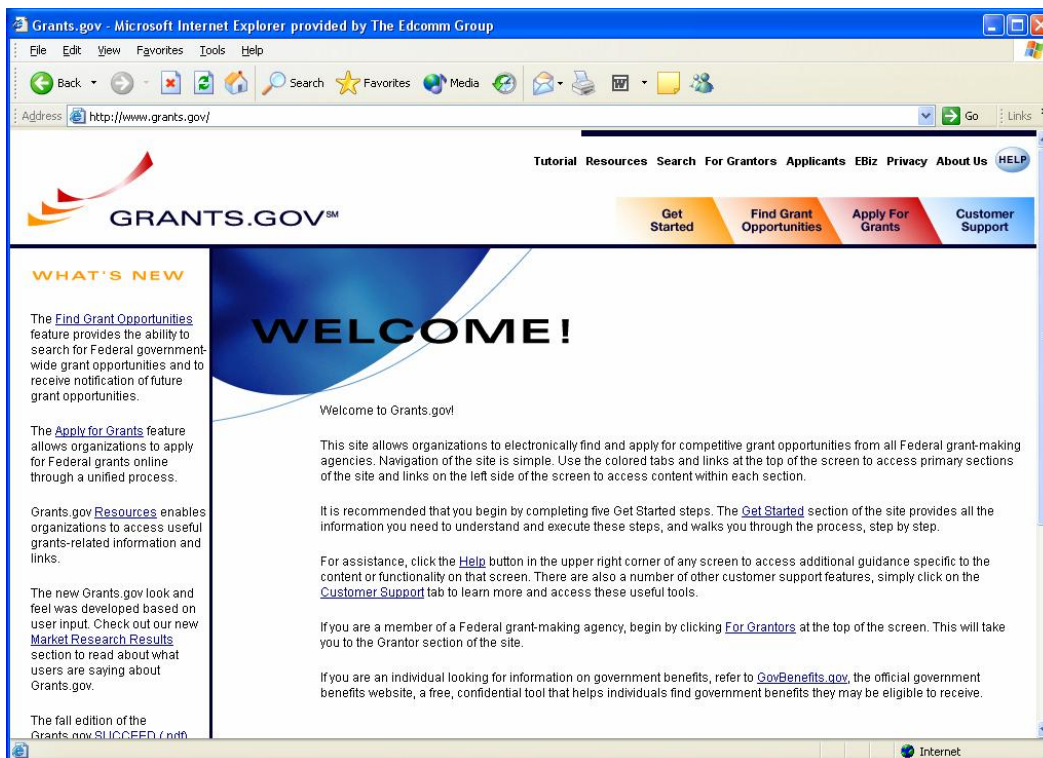 Grants.gov - Microsoft Internet Explorer provided by The Edcomm Group
File Edit View Favorites Tools Help
Back Search Favorites Media
Address http://www.grants.gov/ Go Links
Tutorial Resources Search For Grantors Applicants EBiz Privacy About Us HELP
GRANTS.GOV℠
Get Started
Find Grant Opportunities
Apply For Grants
Customer Support
WHAT'S NEW
The Find Grant Opportunities
feature provides the ability to
search for Federal government-
wide grant opportunities and to
receive notification of future
grant opportunities.
The Apply for Grants feature
allows organizations to apply
for Federal grants online
through a unified process.
Grants.gov Resources enables
organizations to access useful
grants-related information and
links.
The new Grants.gov look and
feel was developed based on
user input. Check out our new
Market Research Results
section to read about what
users are saying about
Grants.gov.
The fall edition of the
Grants.gov SUCCEED (.pdf)
WELCOME!
Welcome to Grants.gov!
This site allows organizations to electronically find and apply for competitive grant opportunities from all Federal grant-making
agencies. Navigation of the site is simple. Use the colored tabs and links at the top of the screen to access primary sections
of the site and links on the left side of the screen to access content within each section.
It is recommended that you begin by completing five Get Started steps. The Get Started section of the site provides all the
information you need to understand and execute these steps, and walks you through the process, step by step.
For assistance, click the Help button in the upper right corner of any screen to access additional guidance specific to the
content or functionality on that screen. There are also a number of other customer support features, simply click on the
Customer Support tab to learn more and access these useful tools.
If you are a member of a Federal grant-making agency, begin by clicking For Grantors at the top of the screen. This will take
you to the Grantor section of the site.
If you are an individual looking for information on government benefits, refer to GovBenefits.gov, the official government
benefits website, a free, confidential tool that helps individuals find government benefits they may be eligible to receive.
Internet